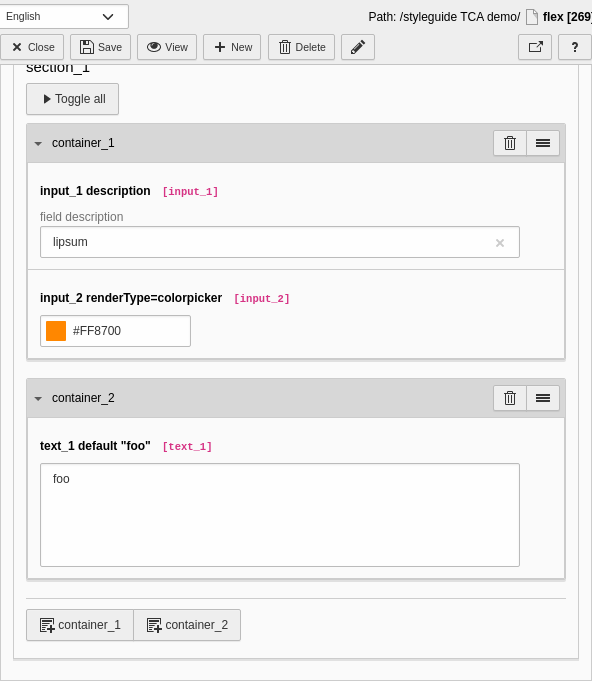 English
Path: /styleguide TCA demo/ flex [269]
Close Save View New Delete ?
section_1
Toggle all
container_1
input_1 description [input_1]
field description
lipsum
input_2 renderType=colorpicker [input_2]
#FF8700
container_2
text_1 default "foo" [text_1]
foo
container_1 container_2